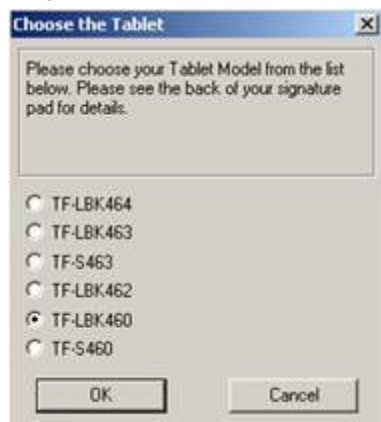 Choose the Tablet
Please choose your Tablet Model from the list
below. Please see the back of your signature
pad for details.
TF-LBK464
TF-LBK463
TF-S463
TF-LBK462
TF-LBK460
TF-S460
OK
Cancel